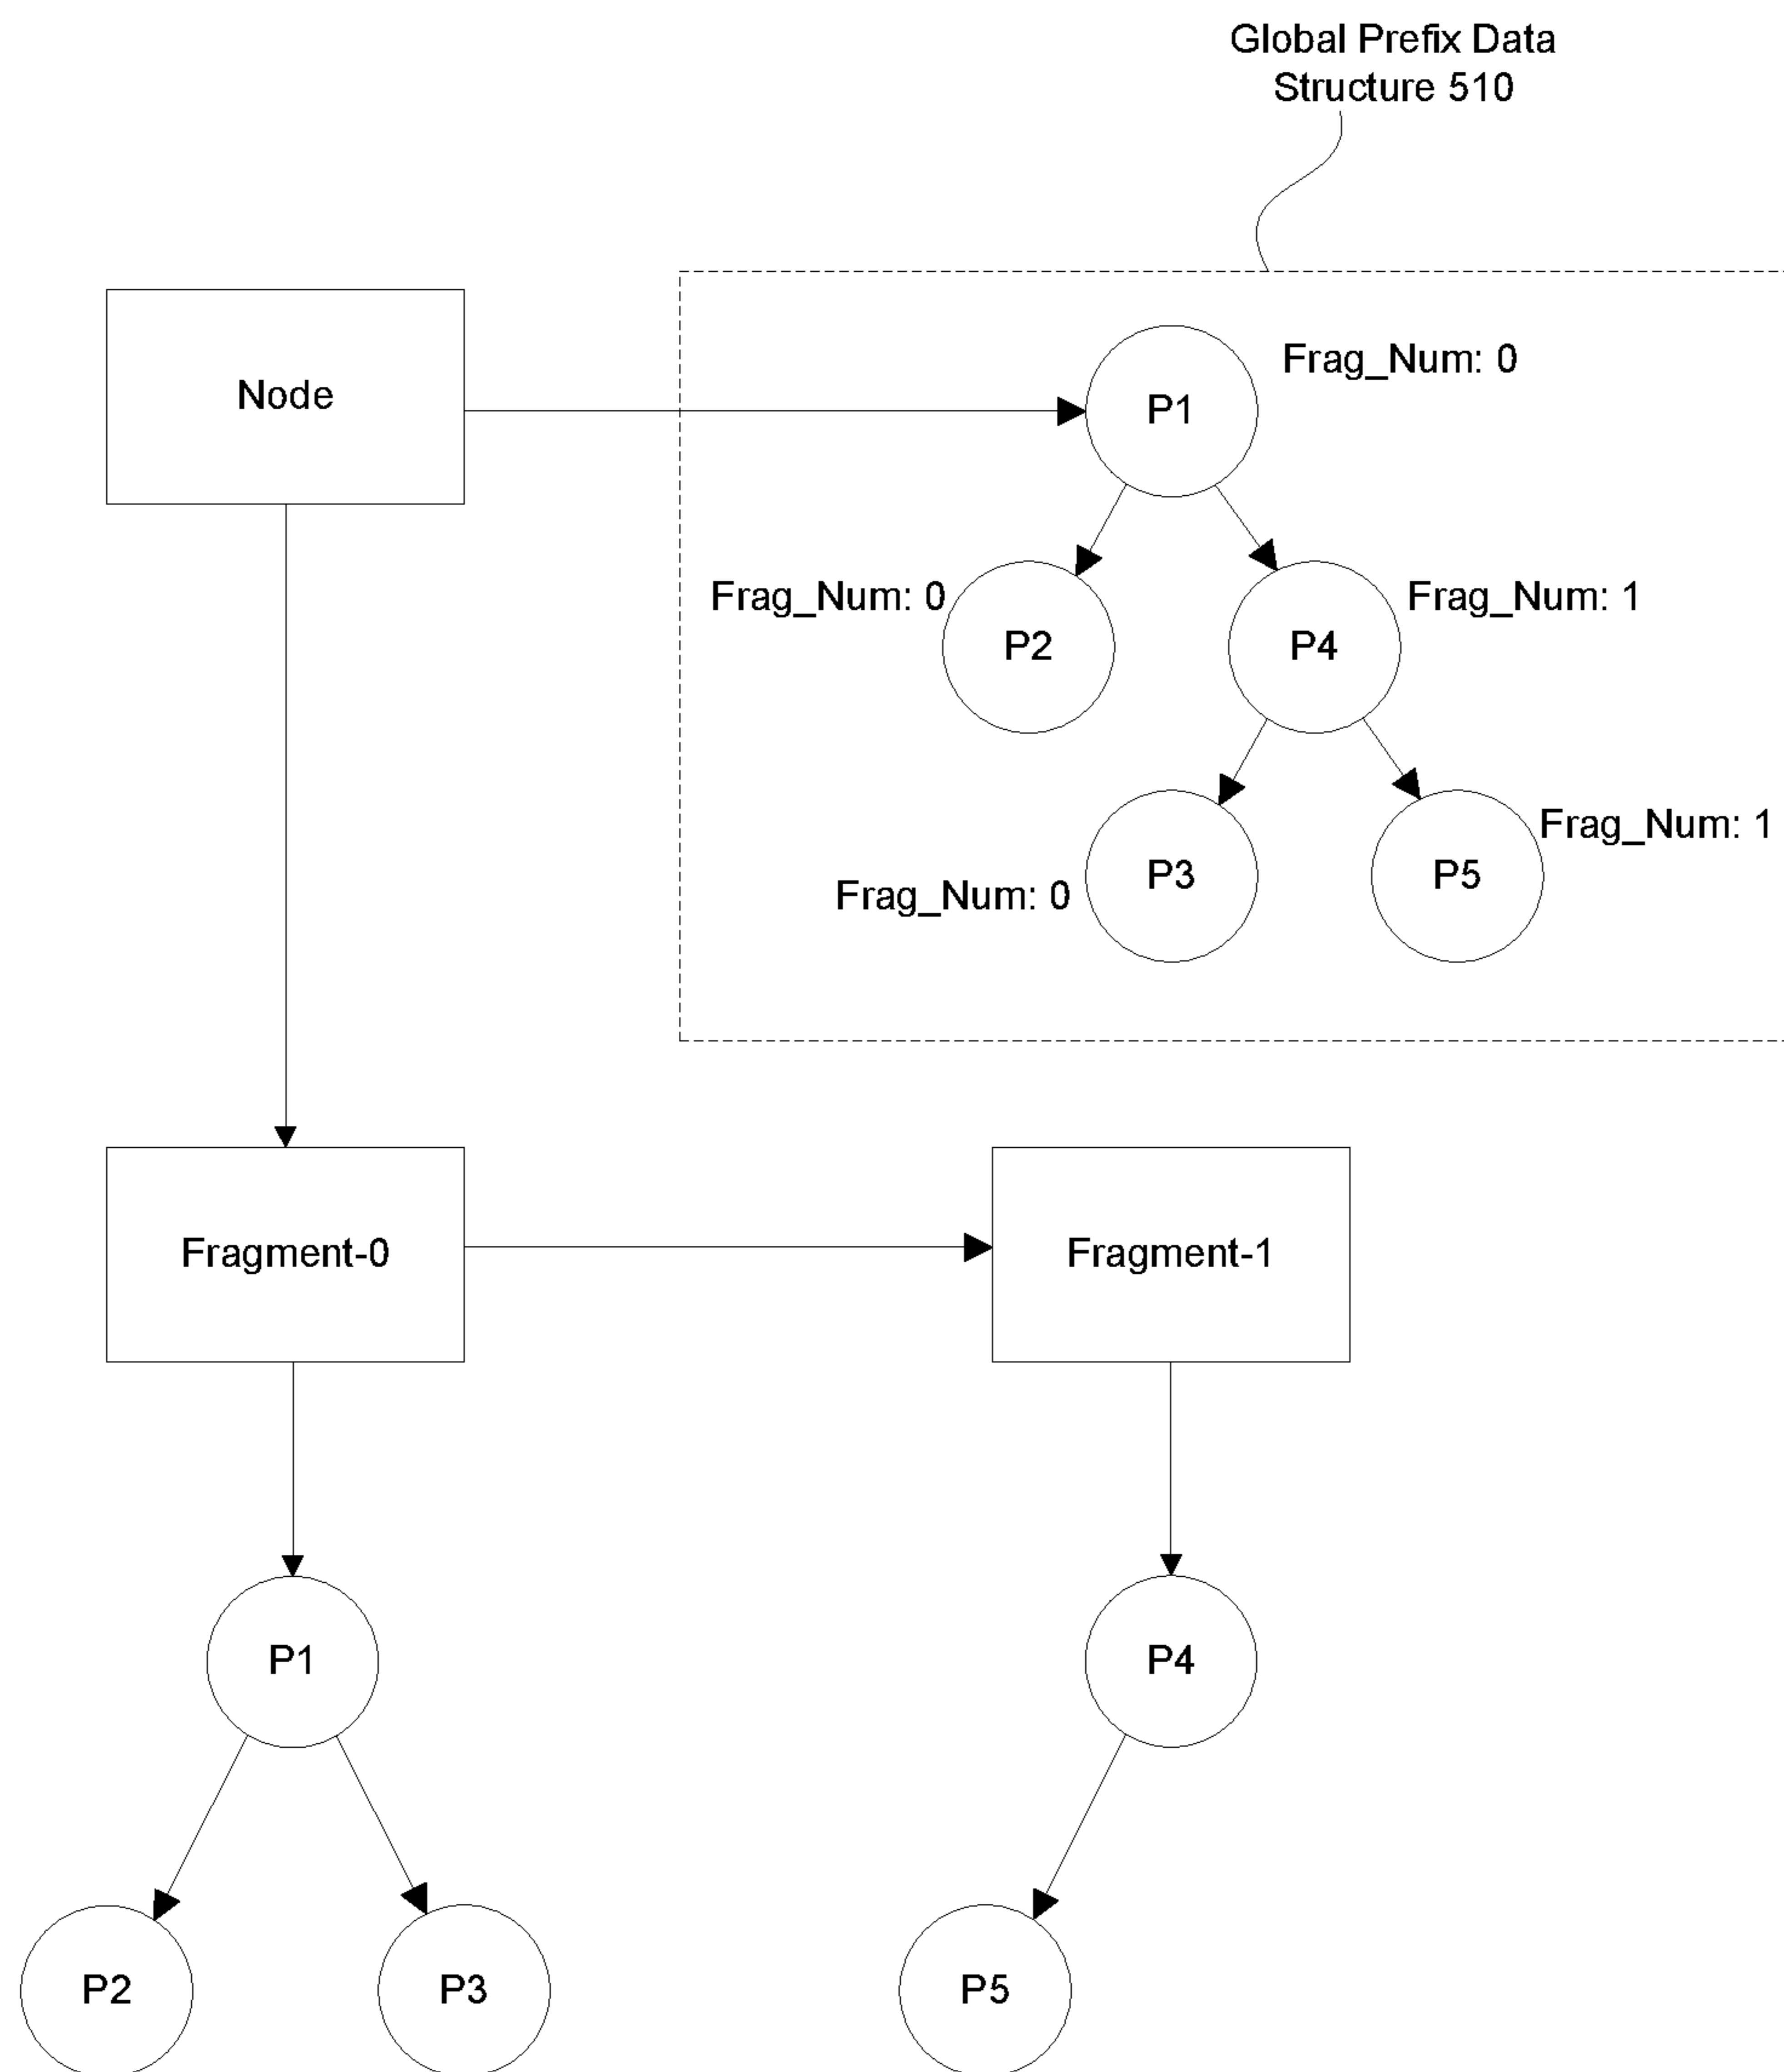 Global Prefix Data
Structure 510
Node
P1
Frag_Num: 0
Frag_Num: 0
P2
P4
Frag_Num: 1
P3
Frag_Num: 0
P5
Frag_Num: 1
Fragment-0
Fragment-1
P1
P4
P2
P3
P5